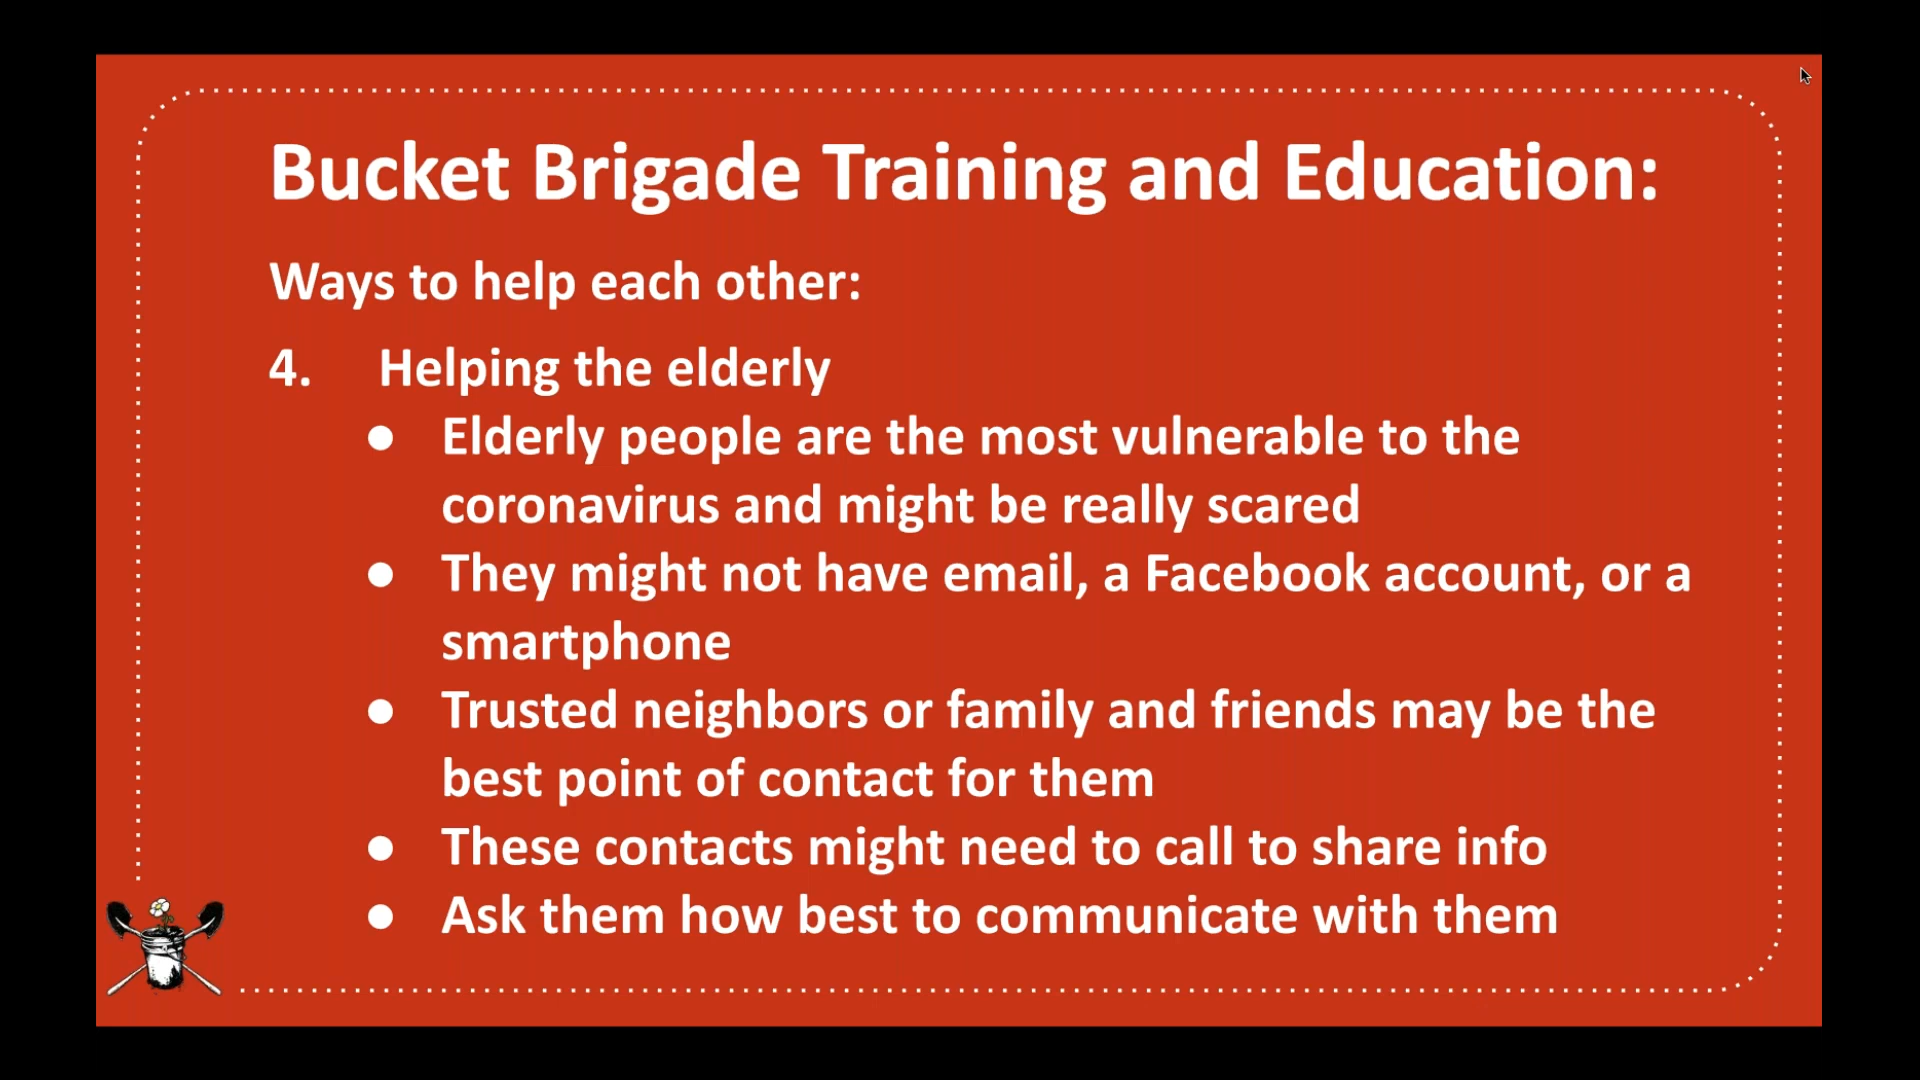 Bucket Brigade Training and Education:
Ways to help each other:
4. Helping the elderly
● Elderly people are the most vulnerable to the
coronavirus and might be really scared
● They might not have email, a Facebook account, or a
smartphone
● Trusted neighbors or family and friends may be the
best point of contact for them
● These contacts might need to call to share info
● Ask them how best to communicate with them